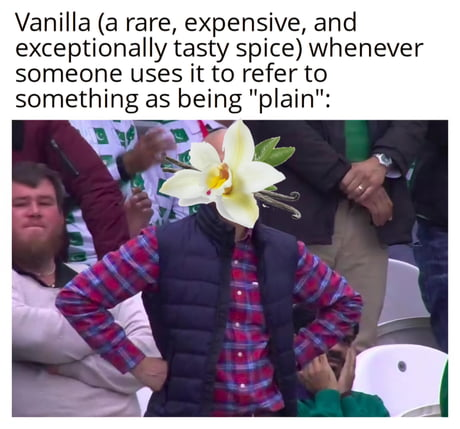 Vanilla (a rare, expensive, and
exceptionally tasty spice) whenever
someone uses it to refer to
something as being "plain":